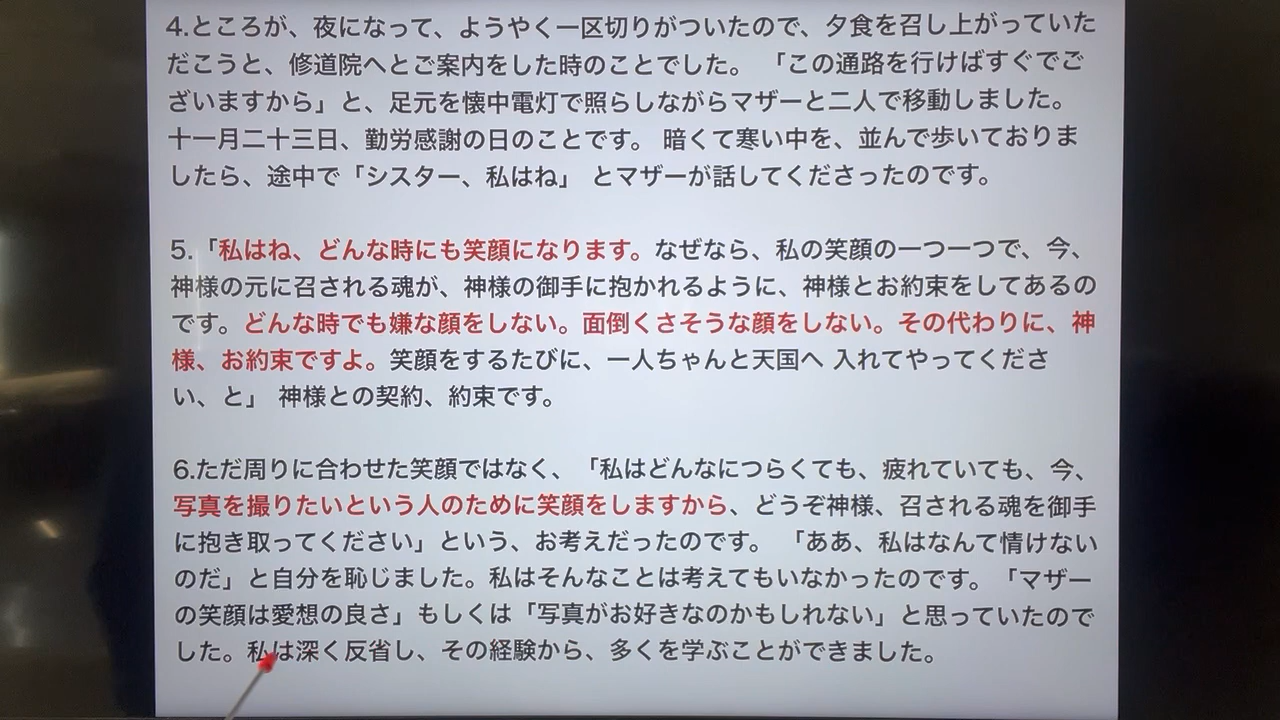 4.ところが、夜になって、ようやく一区切りがついたので、夕食を召し上がっていた
だこうと、修道院へとご案内をした時のことでした。 「この通路を行けばすぐでご
ざいますから」と、足元を懐中電灯で照らしながらマザーと二人で移動しました。
十一月二十三日、勤労感謝の日のことです。 暗くて寒い中を、並んで歩いておりま
したら、途中で「シスター、私はね」 とマザーが話してくださったのです。
5.「私はね、どんな時にも笑顔になります。なぜなら、私の笑顔の一つ一つで、今、
神様の元に召される魂が、神様の御手に抱かれるように、神様とお約束をしてあるの
です。どんな時でも嫌な顔をしない。面倒くさそうな顔をしない。その代わりに、神
様、お約束ですよ。笑顔をするたびに、一人ちゃんと天国へ 入れてやってくださ
い、と」 神様との契約、約束です。
6.ただ周りに合わせた笑顔ではなく、「私はどんなにつらくても、疲れていても、今、
写真を撮りたいという人のために笑顔をしますから、どうぞ神様、召される魂を御手
に抱き取ってください」という、お考えだったのです。 「ああ、私はなんて情けない
のだ」と自分を恥じました。私はそんなことは考えてもいなかったのです。「マザー
の笑顔は愛想の良さ」もしくは「写真がお好きなのかもしれない」と思っていたので
した。私は深く反省し、その経験から、多くを学ぶことができました。